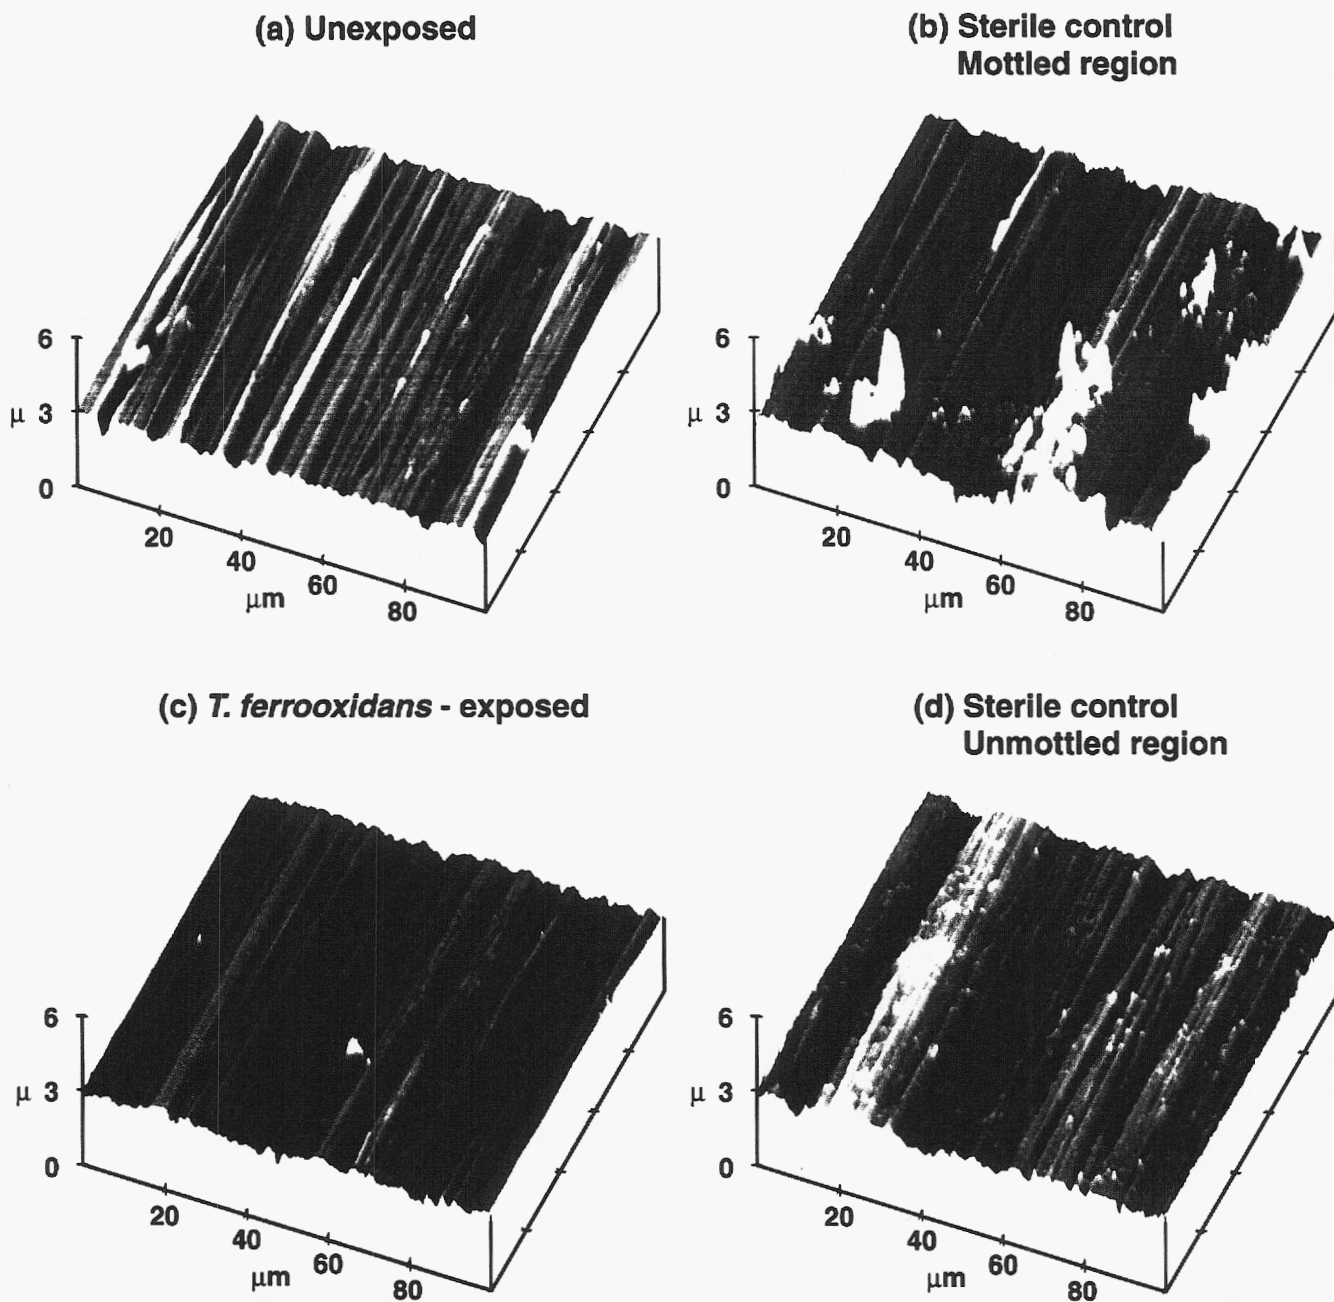 (a) Unexposed
6
μ 3
0
20
40
60
80
μm
(b) Sterile control
Mottled region
6
μ 3
0
20
40
60
80
μm
(c) T. ferrooxidans - exposed
6
μ 3
0
20
40
60
80
μm
(d) Sterile control
Unmottled region
6
μ 3
0
20
40
60
80
μm